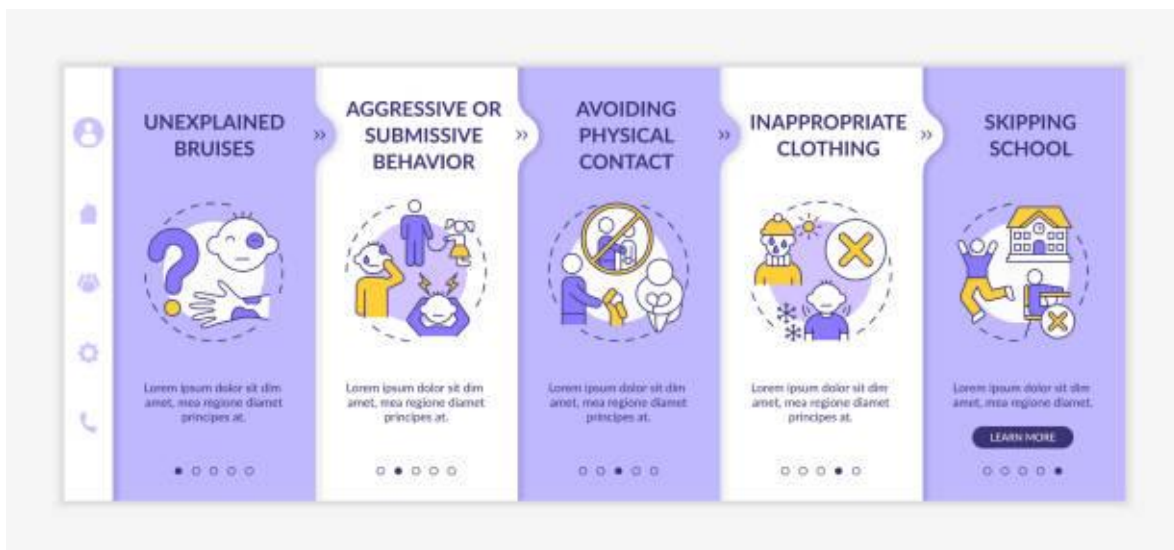 UNEXPLAINED
BRUISES
Lorem ipsum dolor sit dim
amet, mea regione diamet
principes at.
AGGRESSIVE OR
SUBMISSIVE
BEHAVIOR
Lorem ipsum dolor sit dim
amet, mea regione diamet
principes at.
AVOIDING
PHYSICAL
CONTACT
Lorem ipsum dolor sit dim
amet, mea regione diamet
principes at.
INAPPROPRIATE
CLOTHING
Lorem ipsum dolor sit dim
amet, mea regione diamet
principes at.
SKIPPING
SCHOOL
Lorem ipsum dolor sit dim
amet, mea regione diamet.
LEARN MORE